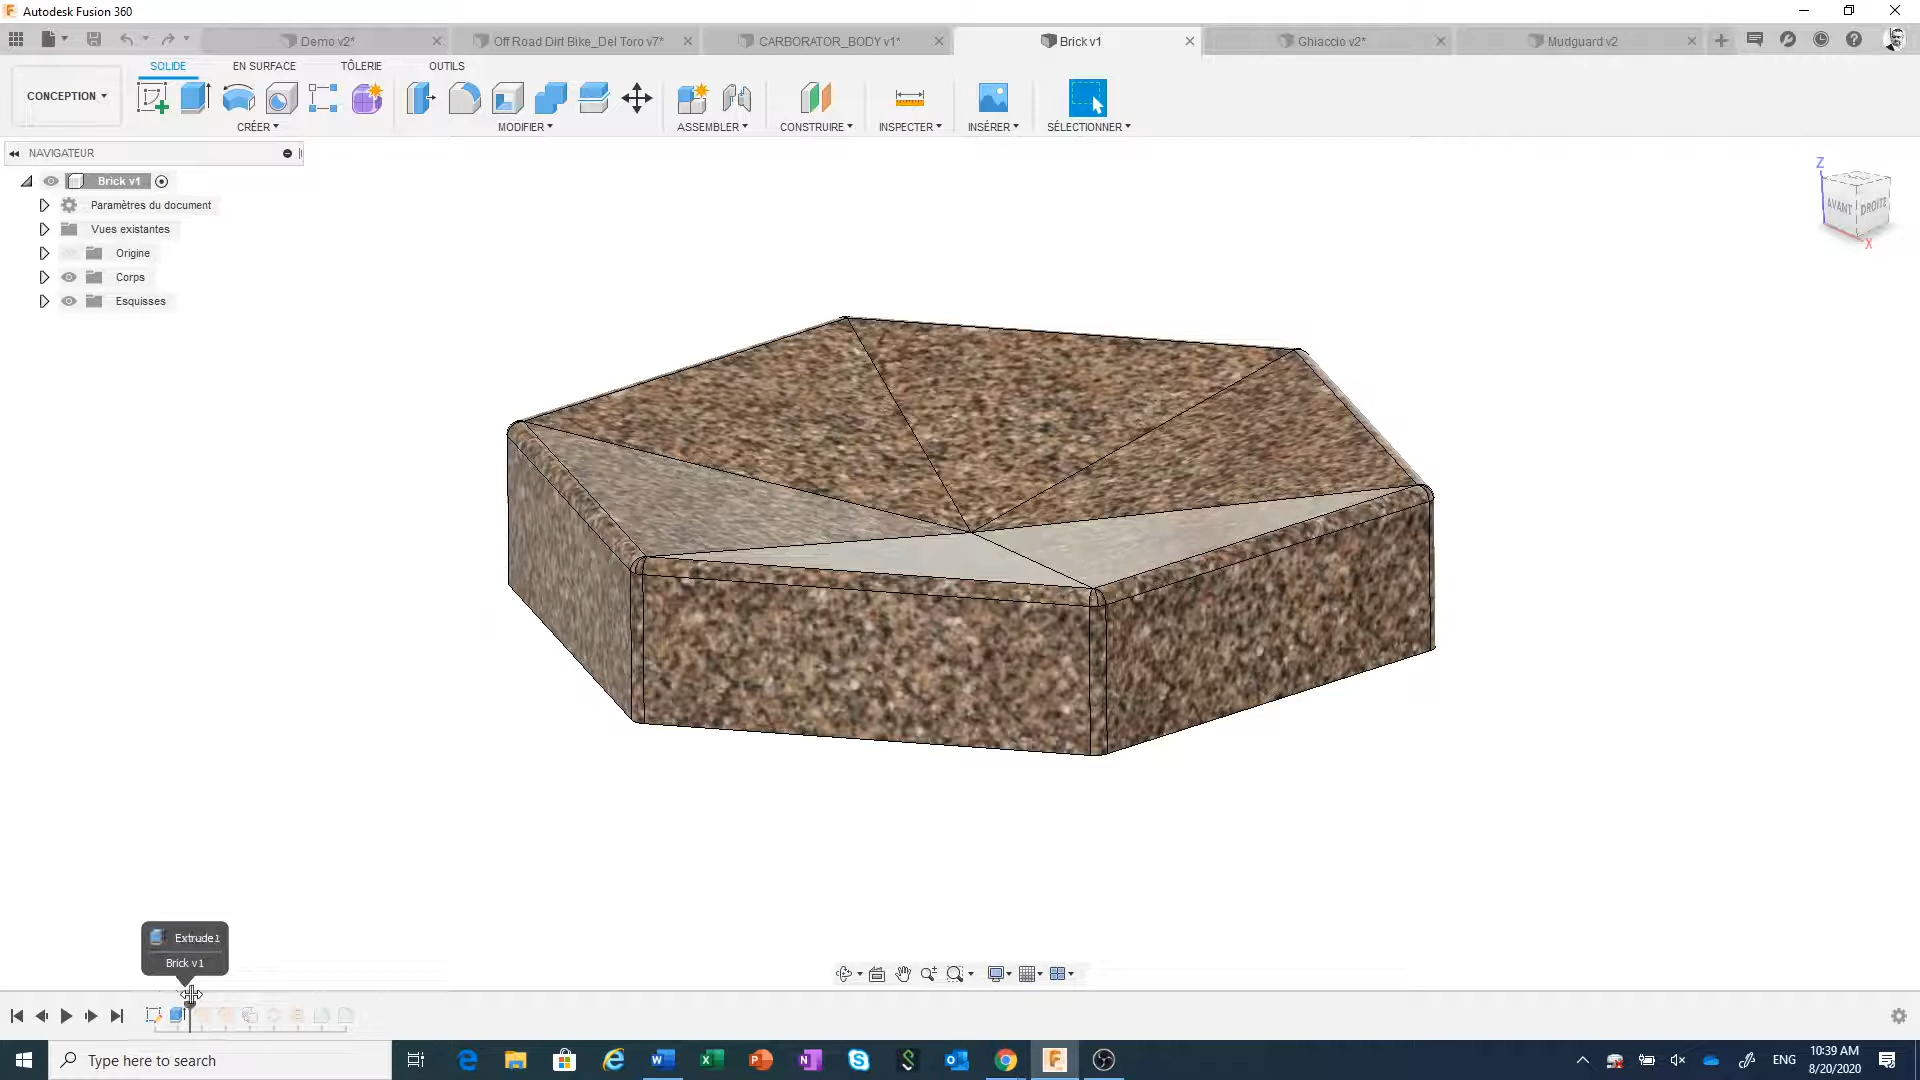 Autodesk Fusion 360
Demo v2*
Off Road Dirt Bike_Del Toro v7*
CARBORATOR_BODY v1*
Brick v1
Ghiaccio v2*
Mudguard v2
SOLIDE
EN SURFACE
TÔLERIE
OUTILS
CONCEPTION
CRÉER
MODIFIER
ASSEMBLER
CONSTRUIRE
INSPECTER
INSÉRER
SÉLECTIONNER
NAVIGATEUR
Brick v1
Paramètres du document
Vues existantes
Origine
Corps
Esquisses
Z
AVANT
DROITE
X
Extrude1
Brick v1
Type here to search
ENG
10:39 AM
8/20/2020